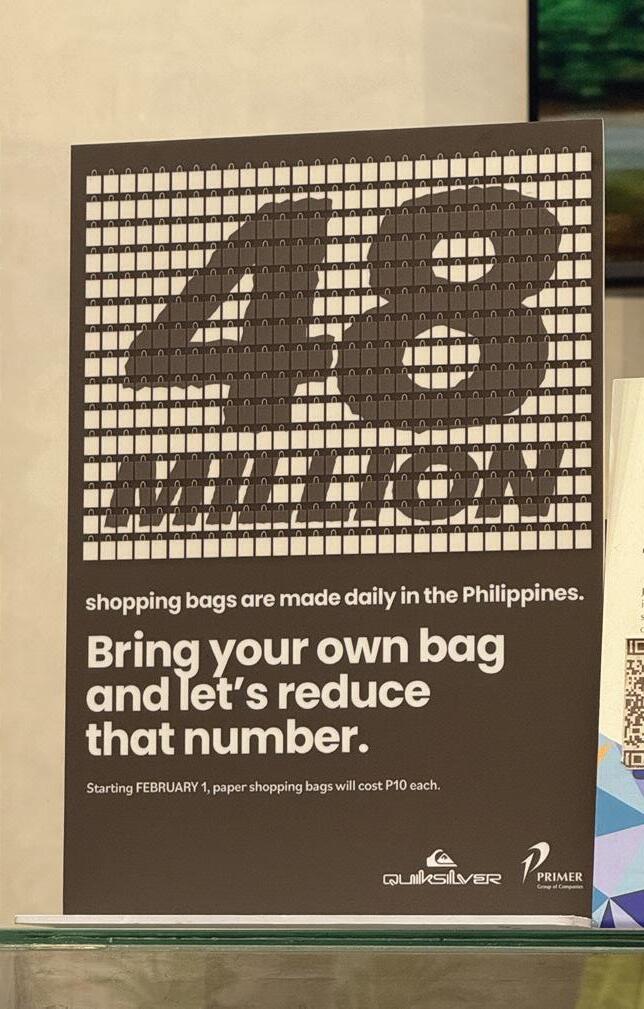 48
MILLION
shopping bags are made daily in the Philippines.
Bring your own bag
and let's reduce
that number.
Starting FEBRUARY 1, paper shopping bags will cost P10 each.
QUIKSILVER
PRIMER
Group of Companies